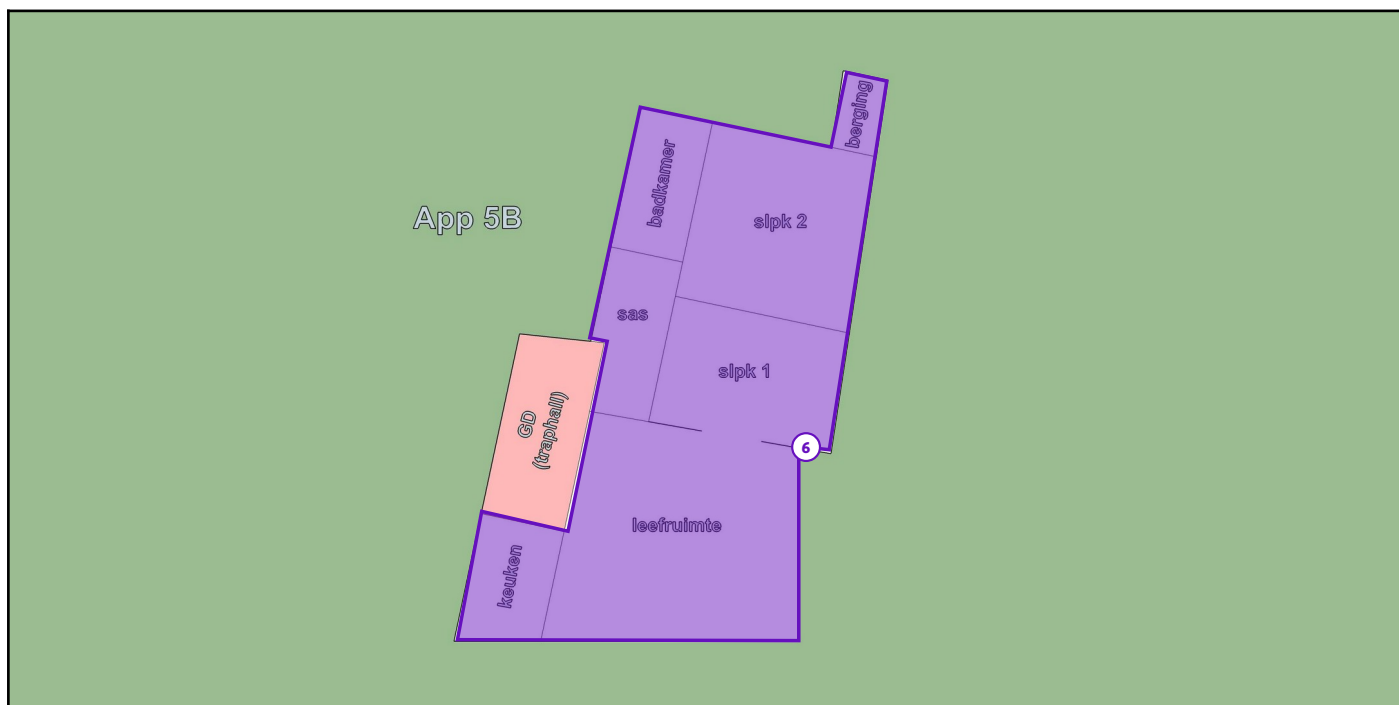 berging
badkamer
App 5B
slpk 2
sas
slpk 1
GD
(traphall)
6
leefruimte
keuken